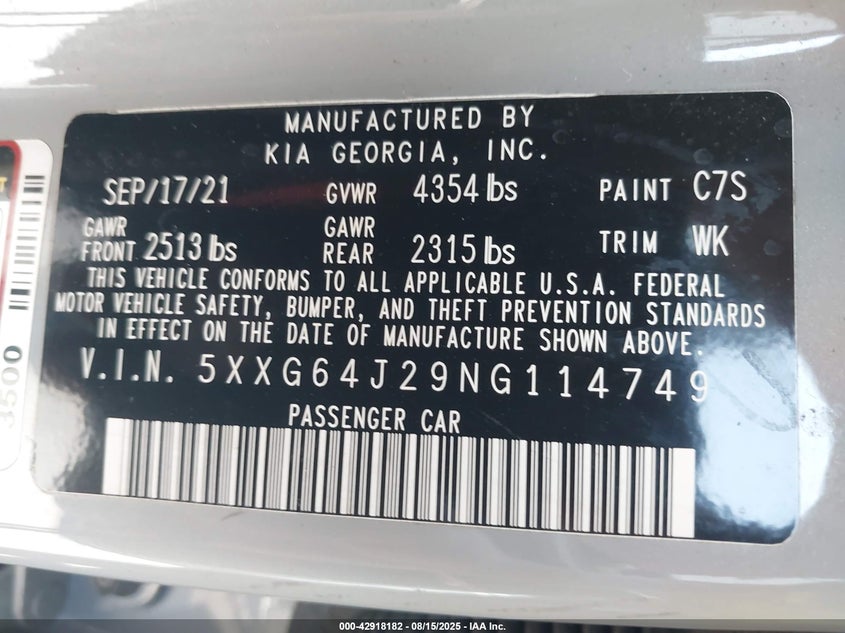 MANUFACTURED BY
KIA GEORGIA, INC.
SEP/17/21 GVWR 4354 lbs PAINT C7S
GAWR FRONT 2513 lbs GAWR REAR 2315 lbs TRIM WK
THIS VEHICLE CONFORMS TO ALL APPLICABLE U.S.A. FEDERAL
MOTOR VEHICLE SAFETY, BUMPER, AND THEFT PREVENTION STANDARDS
IN EFFECT ON THE DATE OF MANUFACTURE SHOWN ABOVE.
V.I.N. 5XXG64J29NG114749
PASSENGER CAR
3500
000-42918182 - 08/15/2025 - IAA Inc.